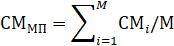 СМ_МП = ∑_{i=1}^{M} СМ_i/M